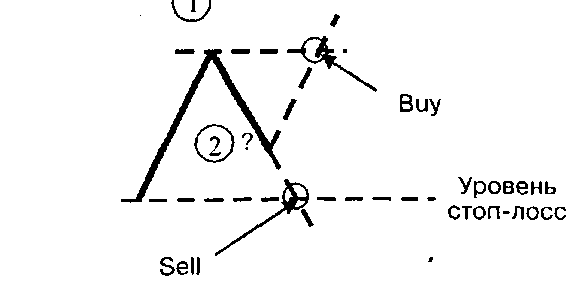 1
Buy
2 ?
Уровень
стоп-лосс
Sell